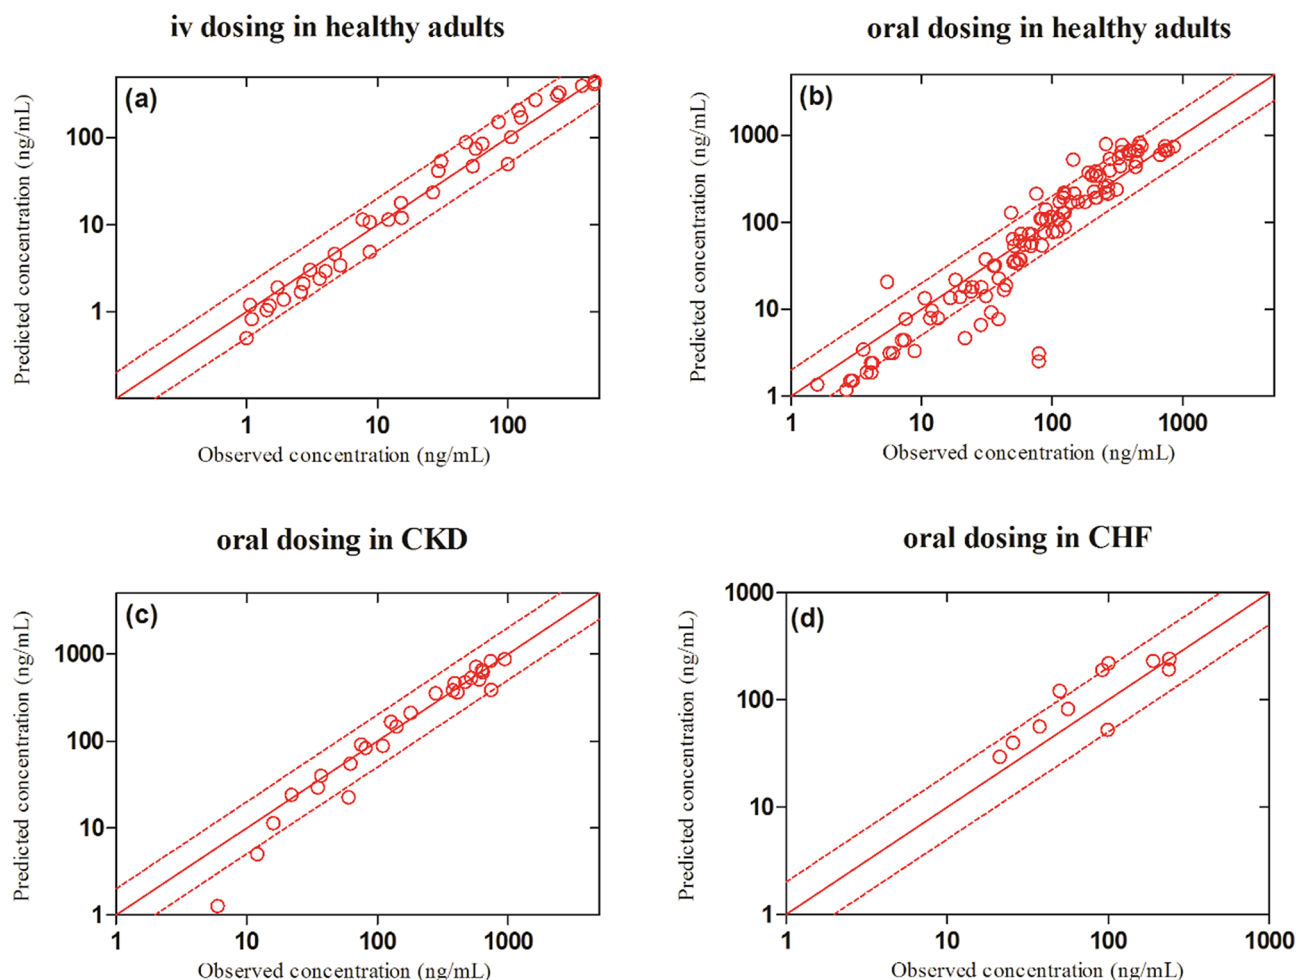 iv dosing in healthy adults
(a)
Predicted concentration (ng/mL)
100
10
1
1 10 100
Observed concentration (ng/mL)
oral dosing in healthy adults
(b)
Predicted concentration (ng/mL)
1000
100
10
1
1 10 100 1000
Observed concentration (ng/mL)
oral dosing in CKD
(c)
Predicted concentration (ng/mL)
1000
100
10
1
1 10 100 1000
Observed concentration (ng/mL)
oral dosing in CHF
(d)
Predicted concentration (ng/mL)
1000
100
10
1
1 10 100 1000
Observed concentration (ng/mL)